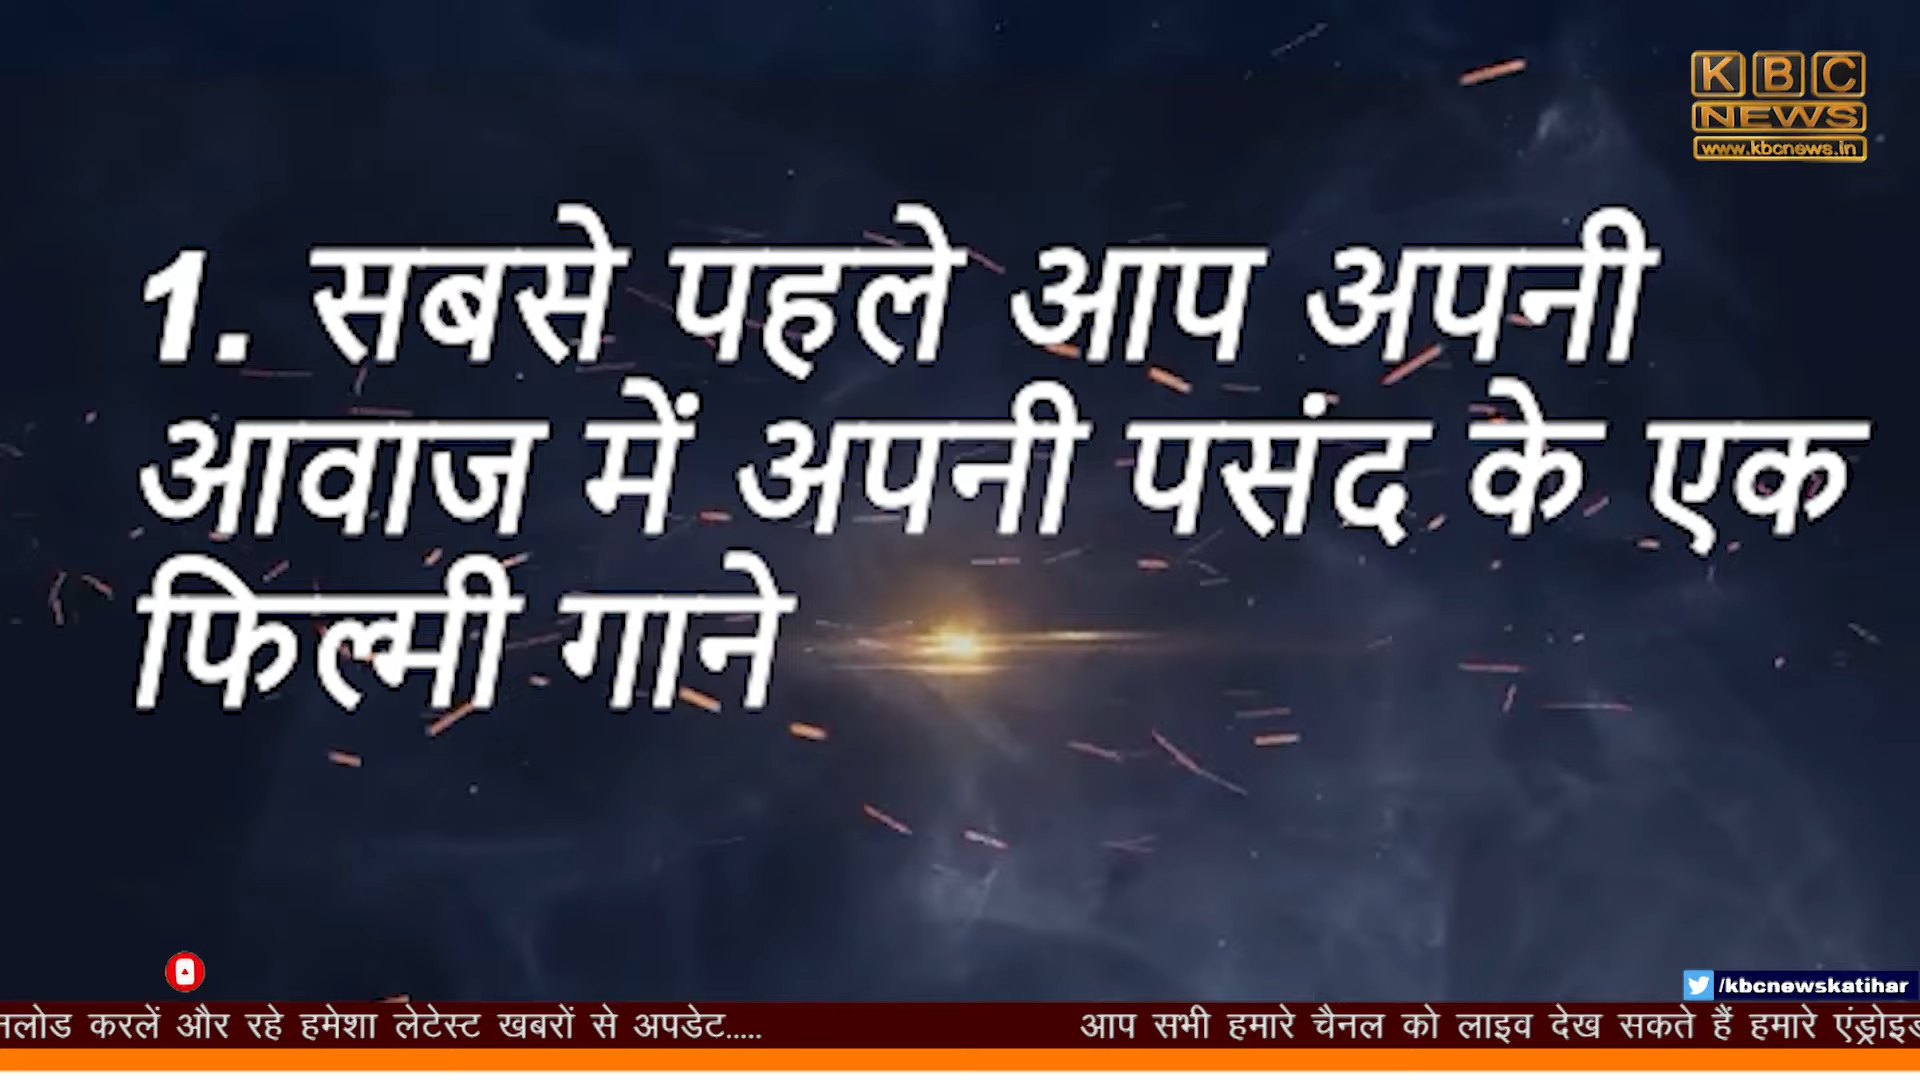 KBC
NEWS
www.kbcnews.in
1. सबसे पहले आप अपनी
आवाज में अपनी पसंद के एक
फिल्मी गाने
/kbcnewskatihar
करलें और रहे हमेशा लेटेस्ट खबरों से अपडेट..... आप सभी हमारे चैनल को लाइव देख सकते हैं हमारे